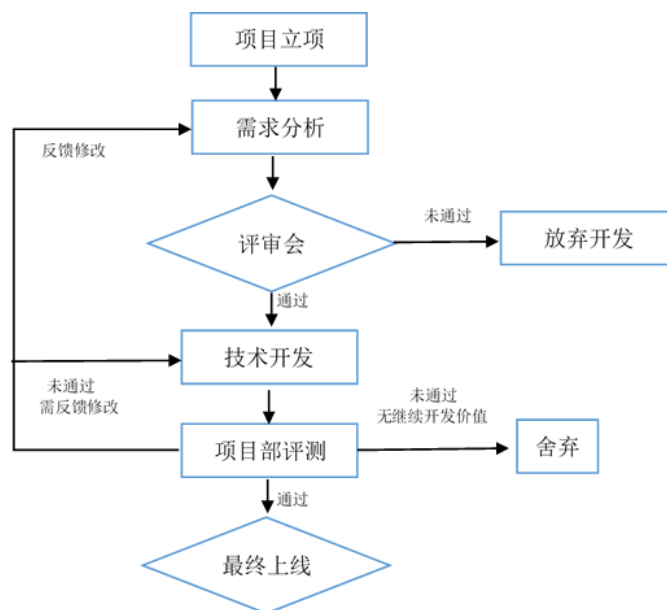 项目立项
需求分析
反馈修改
评审会
未通过
放弃开发
通过
技术开发
未通过
需反馈修改
未通过
无继续开发价值
项目部评测
舍弃
通过
最终上线